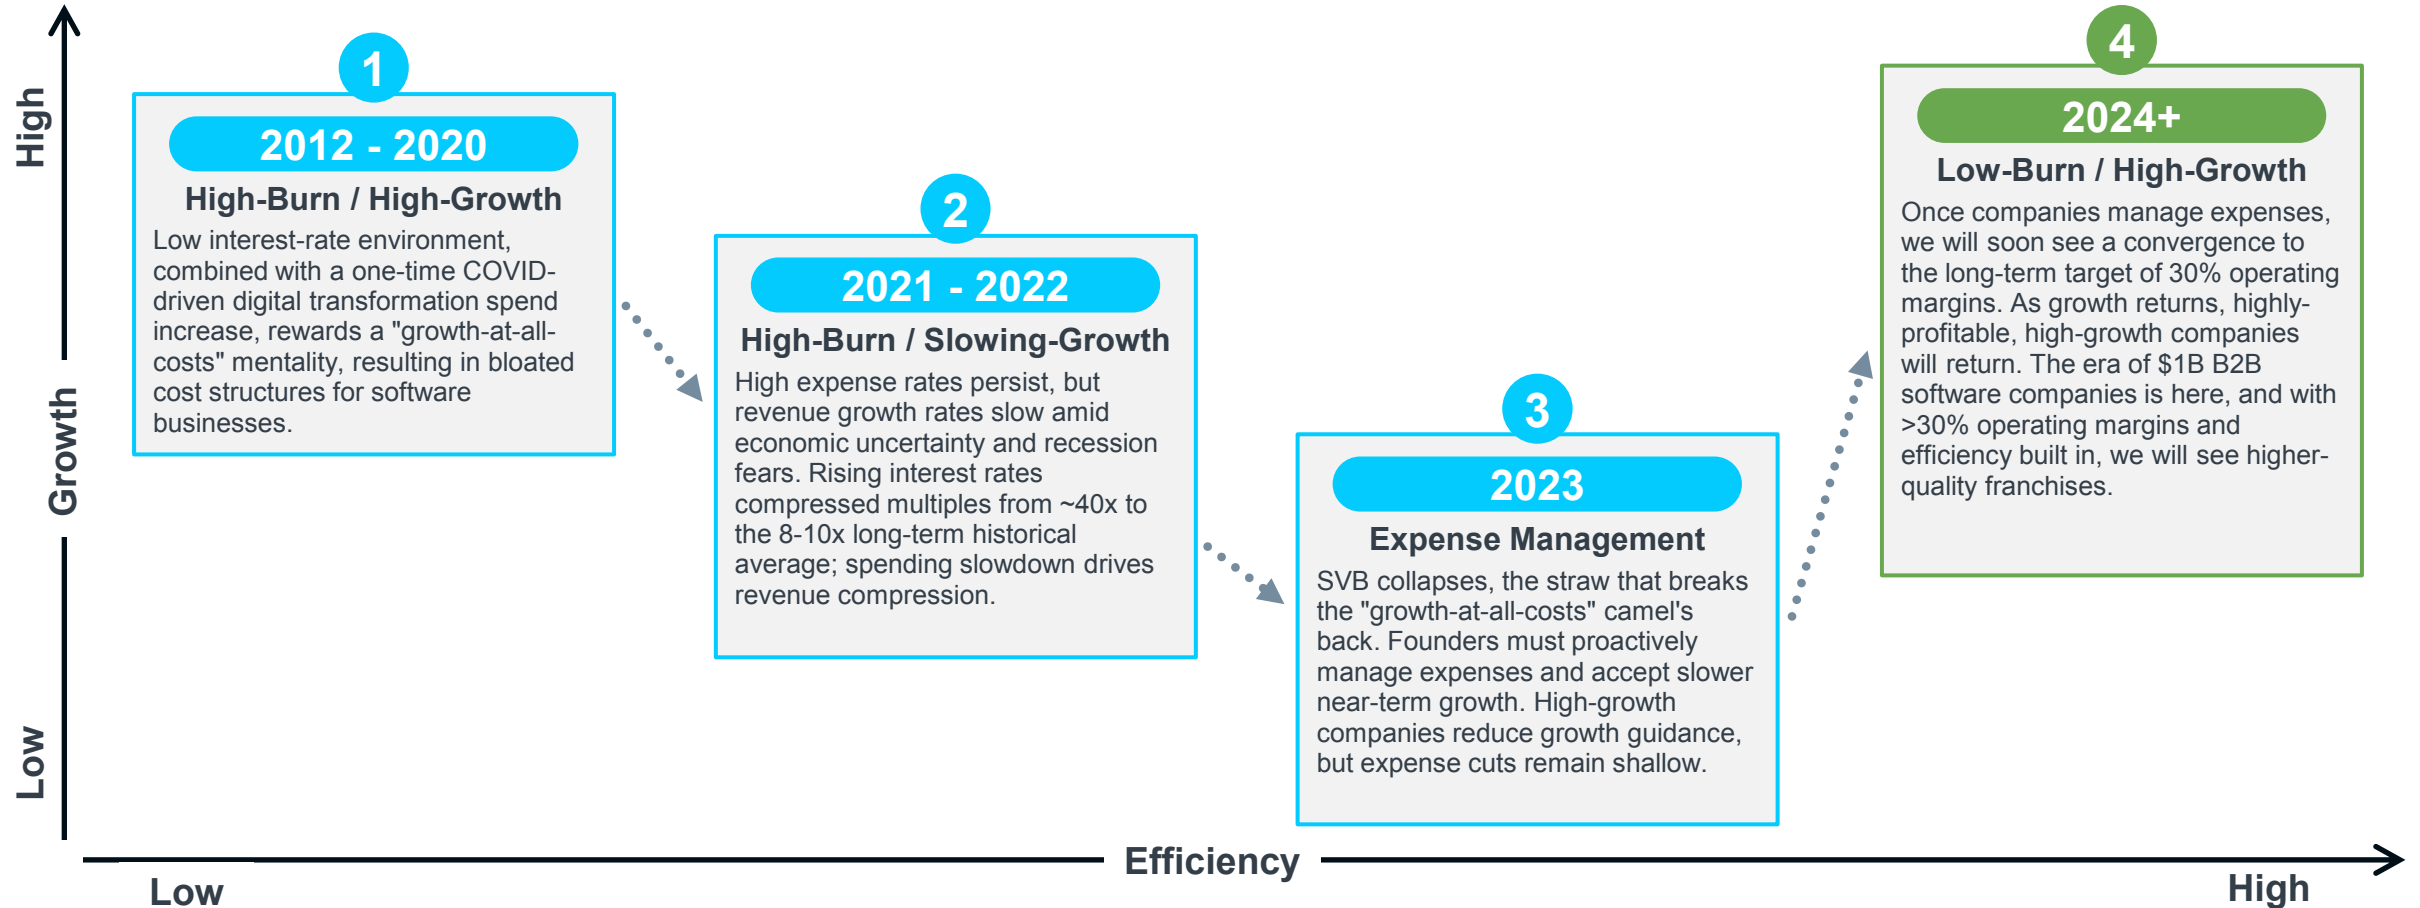 High
Growth
Low
1
2012 - 2020
High-Burn / High-Growth
Low interest-rate environment,
combined with a one-time COVID-
driven digital transformation spend
increase, rewards a "growth-at-all-
costs" mentality, resulting in bloated
cost structures for software
businesses.
2
2021 - 2022
High-Burn / Slowing-Growth
High expense rates persist, but
revenue growth rates slow amid
economic uncertainty and recession
fears. Rising interest rates
compressed multiples from ~40x to
the 8-10x long-term historical
average; spending slowdown drives
revenue compression.
3
2023
Expense Management
SVB collapses, the straw that breaks
the "growth-at-all-costs" camel's
back. Founders must proactively
manage expenses and accept slower
near-term growth. High-growth
companies reduce growth guidance,
but expense cuts remain shallow.
4
2024+
Low-Burn / High-Growth
Once companies manage expenses,
we will soon see a convergence to
the long-term target of 30% operating
margins. As growth returns, highly-
profitable, high-growth companies
will return. The era of $1B B2B
software companies is here, and with
>30% operating margins and
efficiency built in, we will see higher-
quality franchises.
Low
Efficiency
High